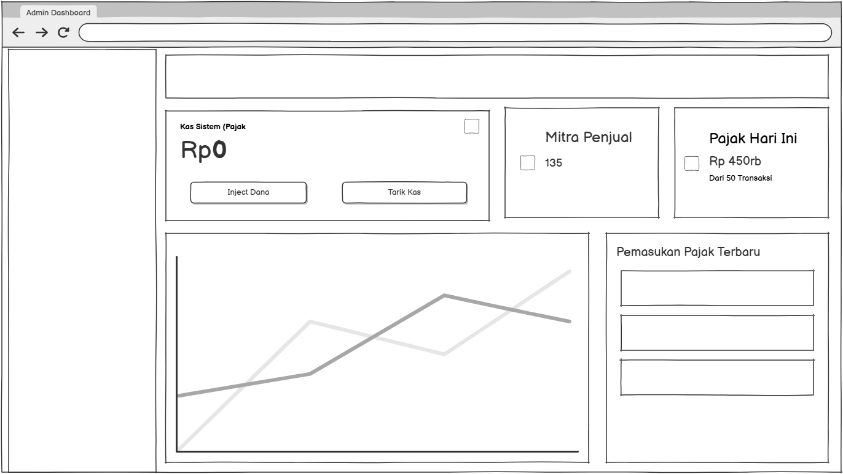 Admin Dashboard
Kas Sistem (Pajak
Rp0
Inject Dana
Tarik Kas
Mitra Penjual
135
Pajak Hari Ini
Rp 450rb
Dari 50 Transaksi
Pemasukan Pajak Terbaru